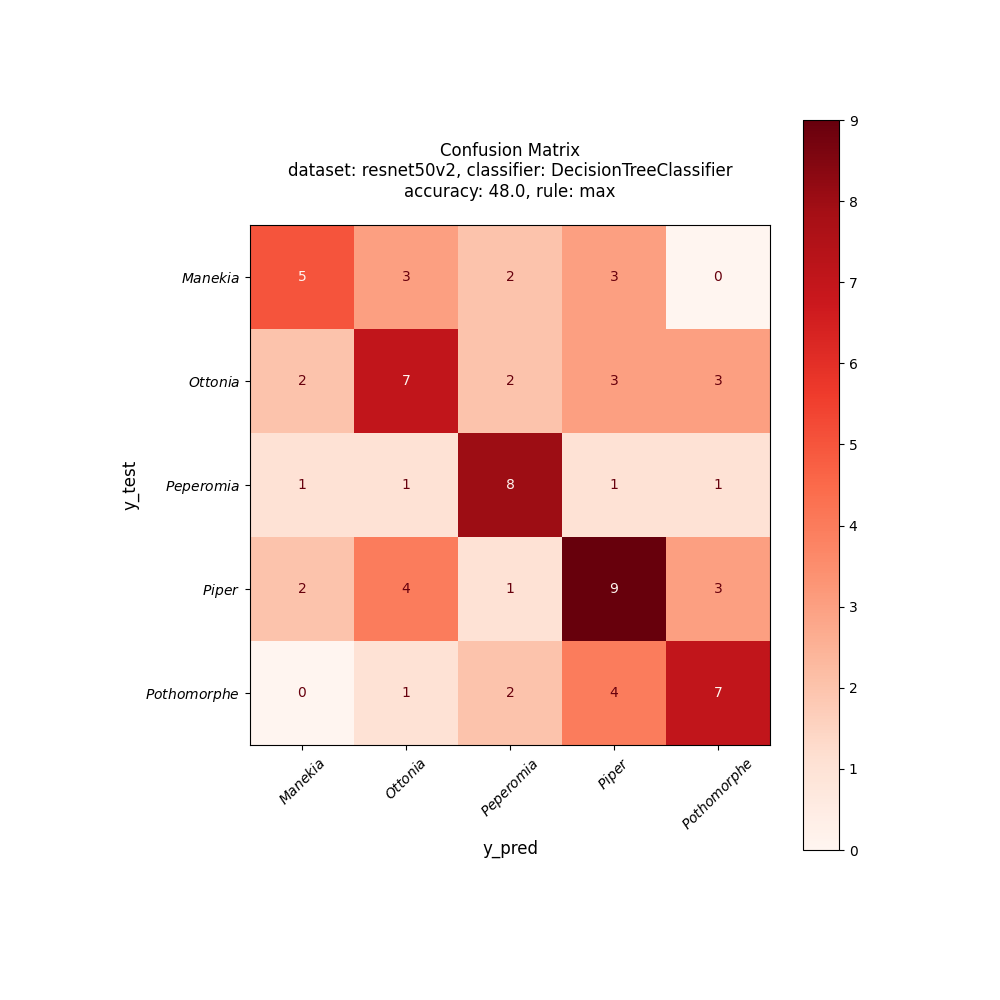 Confusion Matrix
dataset: resnet50v2, classifier: DecisionTreeClassifier
accuracy: 48.0, rule: max
Manekia 5 3 2 3 0
Ottonia 2 7 2 3 3
Peperomia 1 1 8 1 1
Piper 2 4 1 9 3
Pothomorphe 0 1 2 4 7
Manekia Ottonia Peperomia Piper Pothomorphe
y_pred
y_test
9
8
7
6
5
4
3
2
1
0